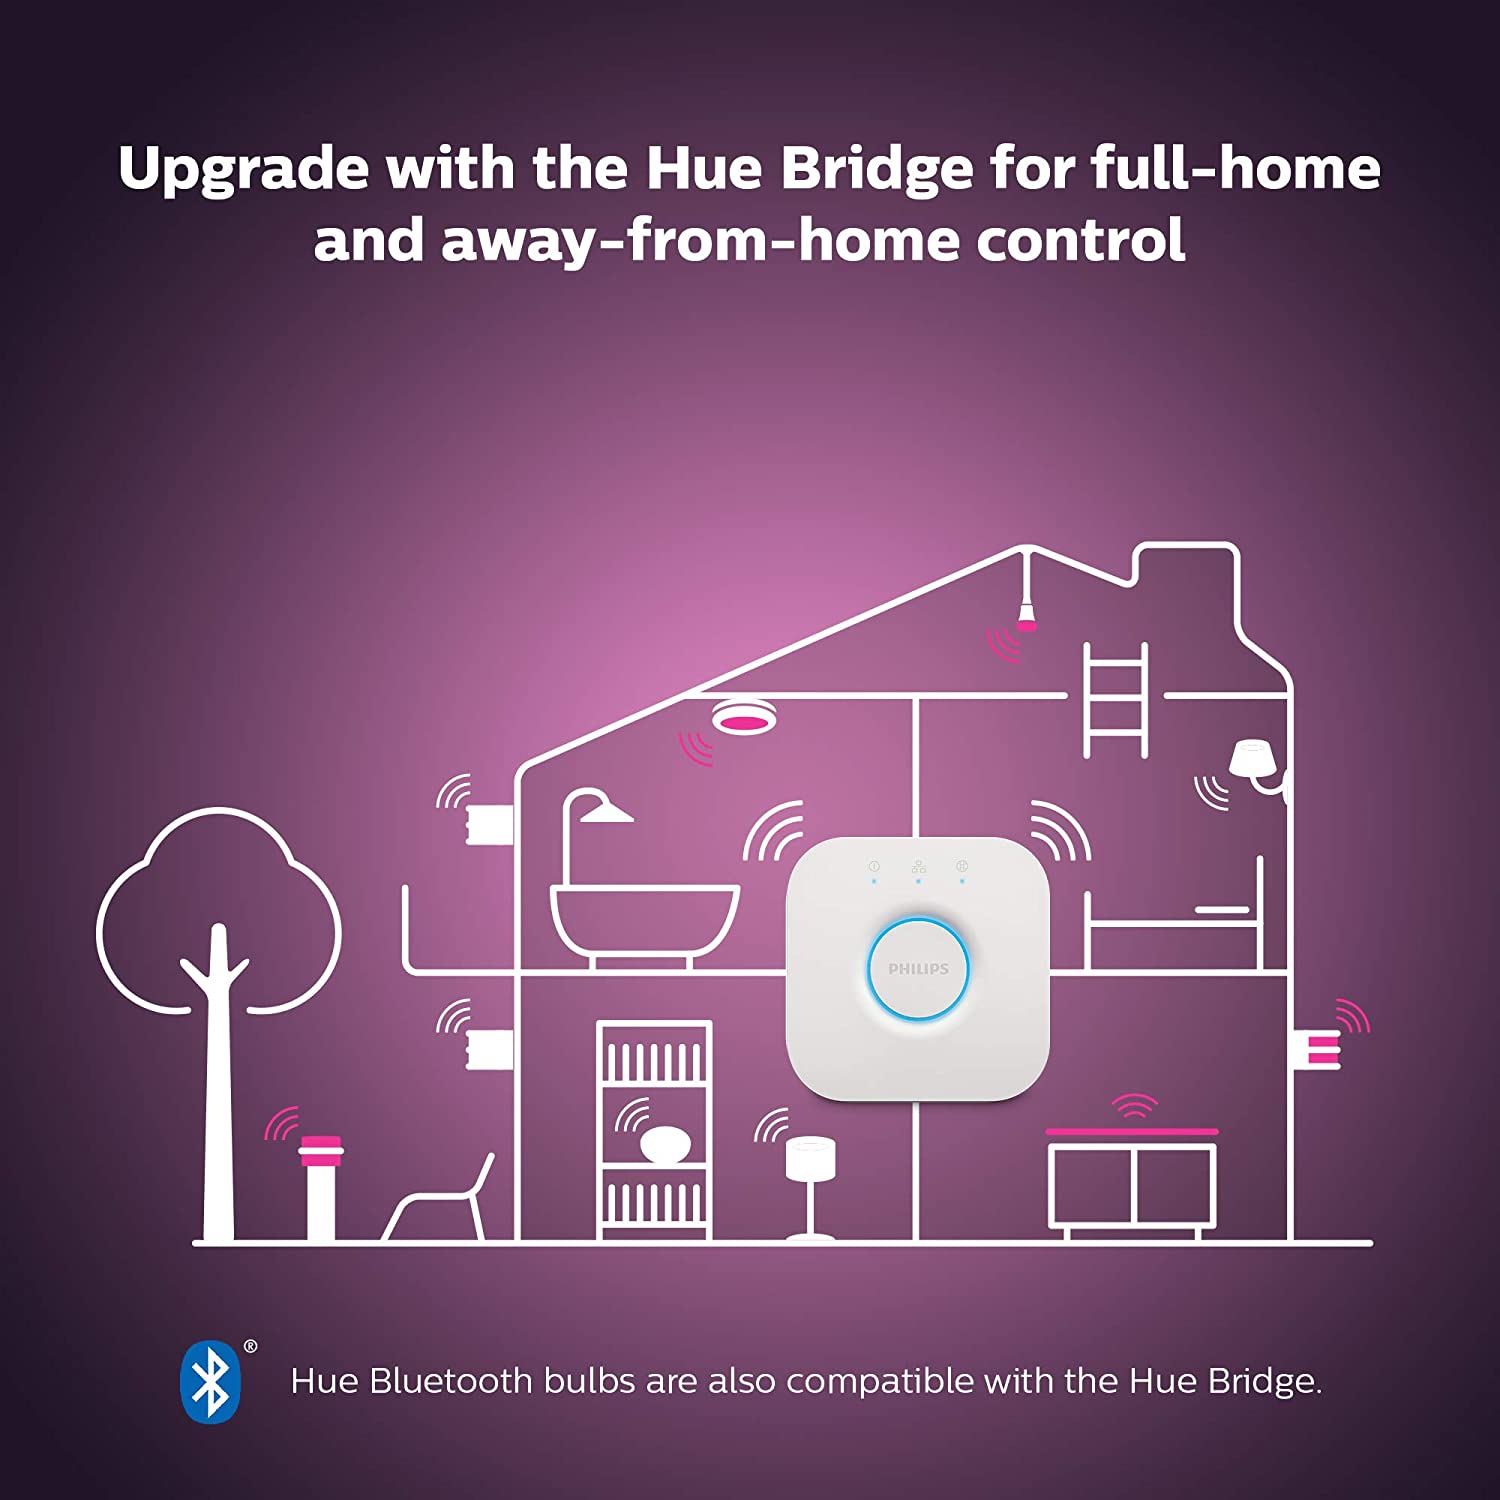 Upgrade with the Hue Bridge for full-home
and away-from-home control
PHILIPS
®
Hue Bluetooth bulbs are also compatible with the Hue Bridge.